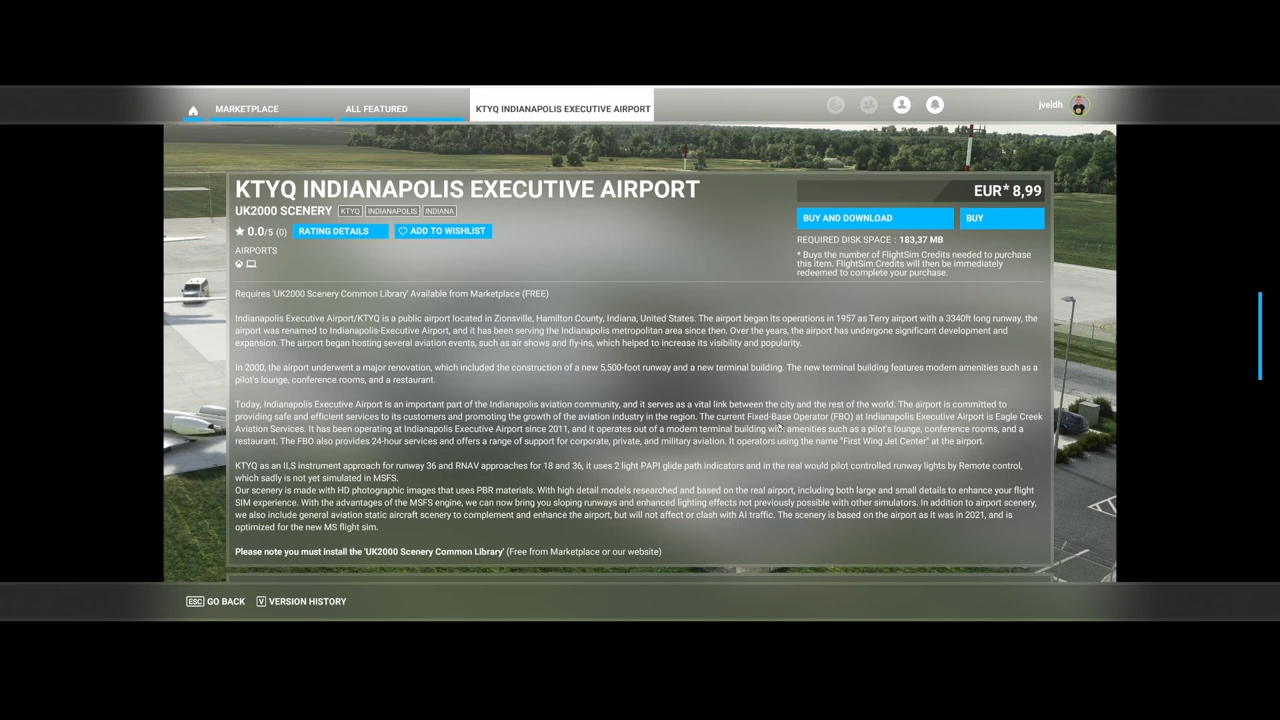 MARKETPLACE
ALL FEATURED
KTYQ INDIANAPOLIS EXECUTIVE AIRPORT
jveldh
KTYQ INDIANAPOLIS EXECUTIVE AIRPORT
EUR* 8,99
UK2000 SCENERY KTYQ INDIANAPOLIS INDIANA
BUY AND DOWNLOAD
BUY
0.0/5 (0) RATING DETAILS ADD TO WISHLIST
REQUIRED DISK SPACE : 183,37 MB
AIRPORTS
* Buys the number of FlightSim Credits needed to purchase
this item. FlightSim Credits will then be immediately
redeemed to complete your purchase.
Requires 'UK2000 Scenery Common Library' Available from Marketplace (FREE)
Indianapolis Executive Airport/KTYQ is a public airport located in Zionsville, Hamilton County, Indiana, United States. The airport began its operations in 1957 as Terry airport with a 3340ft long runway, the
airport was renamed to Indianapolis-Executive Airport, and it has been serving the Indianapolis metropolitan area since then. Over the years, the airport has undergone significant development and
expansion. The airport began hosting several aviation events, such as air shows and fly-ins, which helped to increase its visibility and popularity.
In 2000, the airport underwent a major renovation, which included the construction of a new 5,500-foot runway and a new terminal building. The new terminal building features modern amenities such as a
pilot's lounge, conference rooms, and a restaurant.
Today, Indianapolis Executive Airport is an important part of the Indianapolis aviation community, and it serves as a vital link between the city and the rest of the world. The airport is committed to
providing safe and efficient services to its customers and promoting the growth of the aviation industry in the region. The current Fixed-Base Operator (FBO) at Indianapolis Executive Airport is Eagle Creek
Aviation Services. It has been operating at Indianapolis Executive Airport since 2011, and it operates out of a modern terminal building with amenities such as a pilot's lounge, conference rooms, and a
restaurant. The FBO also provides 24-hour services and offers a range of support for corporate, private, and military aviation. It operators using the name "First Wing Jet Center" at the airport.
KTYQ as an ILS instrument approach for runway 36 and RNAV approaches for 18 and 36, it uses 2 light PAPI glide path indicators and in the real would pilot controlled runway lights by Remote control,
which sadly is not yet simulated in MSFS.
Our scenery is made with HD photographic images that uses PBR materials. With high detail models researched and based on the real airport, including both large and small details to enhance your flight
SIM experience. With the advantages of the MSFS engine, we can now bring you sloping runways and enhanced lighting effects not previously possible with other simulators. In addition to airport scenery,
we also include general aviation static aircraft scenery to complement and enhance the airport, but will not affect or clash with AI traffic. The scenery is based on the airport as it was in 2021, and is
optimized for the new MS flight sim.
Please note you must install the 'UK2000 Scenery Common Library' (Free from Marketplace or our website)
ESC GO BACK V VERSION HISTORY